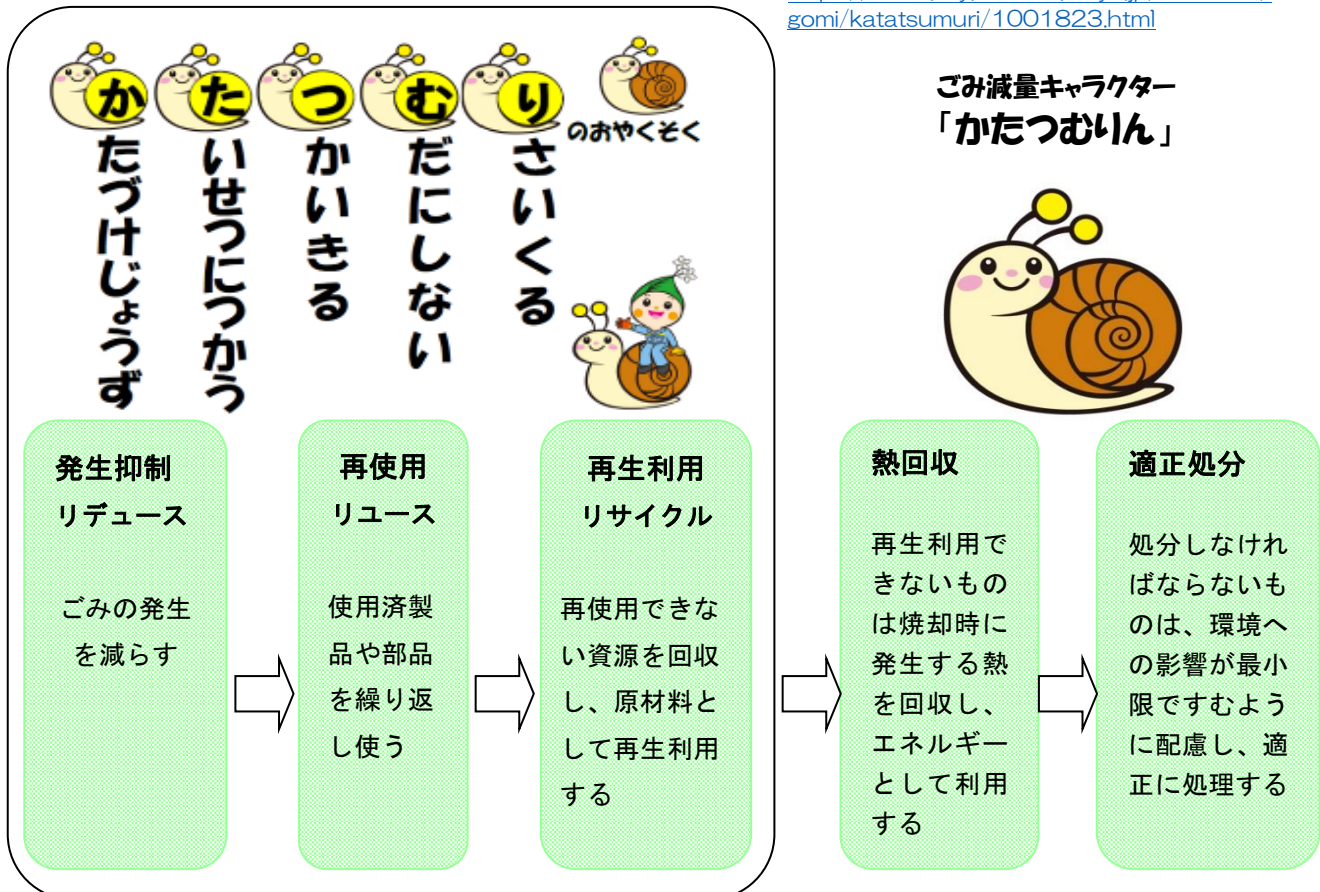 gomi/katatsumuri/1001823.html
かたづけじょうず
たいせつにつかう
つかいきる
むだにしない
りさいくる
のおやくそく
ごみ減量キャラクター
「かたつむりん」
発生抑制
リデュース
ごみの発生
を減らす
再使用
リユース
使用済製
品や部品
を繰り返
し使う
再生利用
リサイクル
再使用できな
い資源を回収
し、原材料と
して再生利用
する
熱回収
再生利用で
きないもの
は焼却時に
発生する熱
を回収し、
エネルギー
として利用
する
適正処分
処分しなけれ
ばならないも
のは、環境へ
の影響が最小
限ですむよう
に配慮し、適
正に処理する